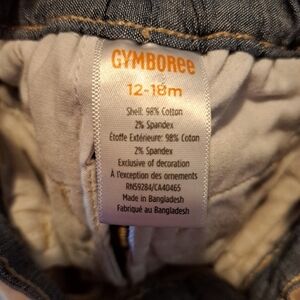 GYMBOREE
12-18m
Shell: 98% Cotton
2% Spandex
Étoffe Extérieure: 98% Coton
2% Spandex
Exclusive of decoration
À l'exception des ornements
RN59284/CA40465
Made in Bangladesh
Fabriqué au Bangladesh